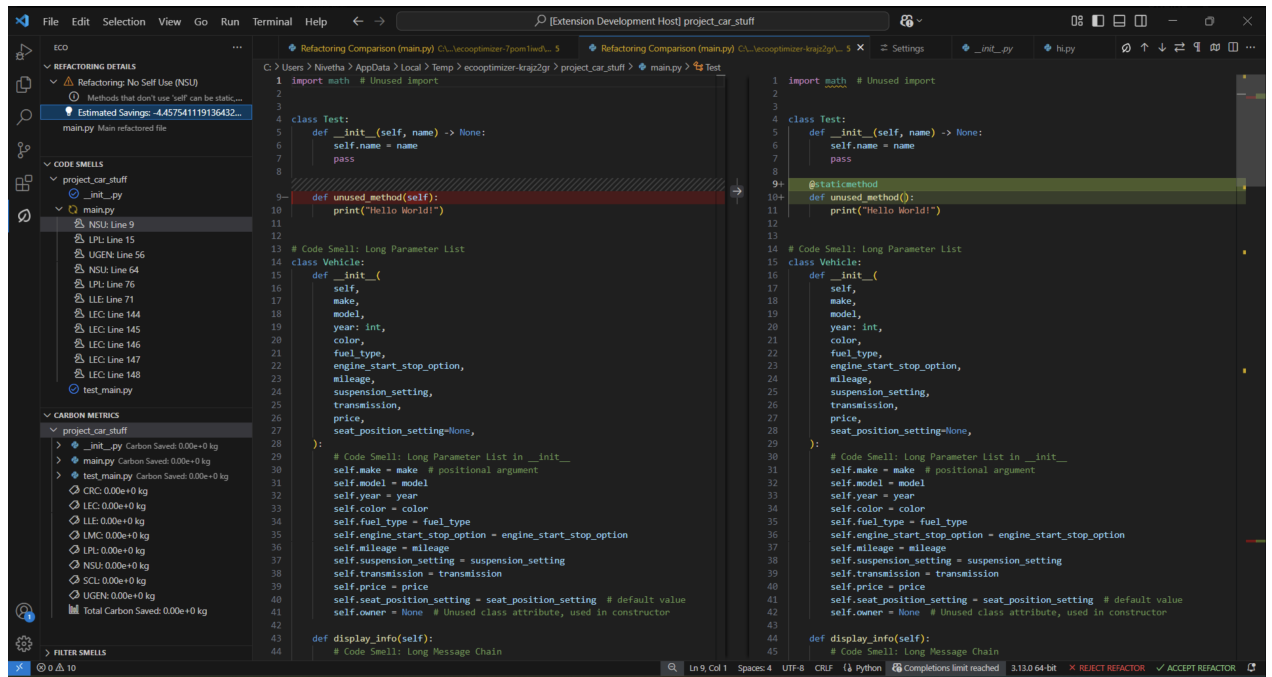 File Edit Selection View Go Run Terminal Help [Extension Development Host] project_car_stuff
ECO
REFACTORING DETAILS
Refactoring: No Self Use (NSU)
Methods that don't use 'self' can be static,...
Estimated Savings: -4.457541119136432...
main.py Main refactored file
CODE SMELLS
project_car_stuff
__init__.py
main.py
NSU: Line 9
LPL: Line 15
UGEN: Line 56
NSU: Line 64
LPL: Line 76
LLE: Line 71
LEC: Line 144
LEC: Line 145
LEC: Line 146
LEC: Line 147
LEC: Line 148
test_main.py
CARBON METRICS
project_car_stuff
__init__.py Carbon Saved: 0.00e+0 kg
main.py Carbon Saved: 0.00e+0 kg
test_main.py Carbon Saved: 0.00e+0 kg
CRC: 0.00e+0 kg
LEC: 0.00e+0 kg
LLE: 0.00e+0 kg
LMC: 0.00e+0 kg
LPL: 0.00e+0 kg
NSU: 0.00e+0 kg
SCL: 0.00e+0 kg
UGEN: 0.00e+0 kg
Total Carbon Saved: 0.00e+0 kg
FILTER SMELLS
Refactoring Comparison (main.py) C:\...\ecooptimizer-7pom1iwd\... 5 Refactoring Comparison (main.py) C:\...\ecooptimizer-krajz2gr\... 5 Settings __init__.py hi.py
C: > Users > Nivetha > AppData > Local > Temp > ecooptimizer-krajz2gr > project_car_stuff > main.py > Test
1 import math # Unused import
2
3
4 class Test:
5 def __init__(self, name) -> None:
6 self.name = name
7 pass
8
9- def unused_method(self):
10 print("Hello World!")
11
12
13 # Code Smell: Long Parameter List
14 class Vehicle:
15 def __init__(
16 self,
17 make,
18 model,
19 year: int,
20 color,
21 fuel_type,
22 engine_start_stop_option,
23 mileage,
24 suspension_setting,
25 transmission,
26 price,
27 seat_position_setting=None,
28 ):
29 # Code Smell: Long Parameter List in __init__
30 self.make = make # positional argument
31 self.model = model
32 self.year = year
33 self.color = color
34 self.fuel_type = fuel_type
35 self.engine_start_stop_option = engine_start_stop_option
36 self.mileage = mileage
37 self.suspension_setting = suspension_setting
38 self.transmission = transmission
39 self.price = price
40 self.seat_position_setting = seat_position_setting # default value
41 self.owner = None # Unused class attribute, used in constructor
42
43 def display_info(self):
44 # Code Smell: Long Message Chain
1 import math # Unused import
2
3
4 class Test:
5 def __init__(self, name) -> None:
6 self.name = name
7 pass
8
9+ @staticmethod
10+ def unused_method():
11 print("Hello World!")
12
13
14 # Code Smell: Long Parameter List
15 class Vehicle:
16 def __init__(
17 self,
18 make,
19 model,
20 year: int,
21 color,
22 fuel_type,
23 engine_start_stop_option,
24 mileage,
25 suspension_setting,
26 transmission,
27 price,
28 seat_position_setting=None,
29 ):
30 # Code Smell: Long Parameter List in __init__
31 self.make = make # positional argument
32 self.model = model
33 self.year = year
34 self.color = color
35 self.fuel_type = fuel_type
36 self.engine_start_stop_option = engine_start_stop_option
37 self.mileage = mileage
38 self.suspension_setting = suspension_setting
39 self.transmission = transmission
40 self.price = price
41 self.seat_position_setting = seat_position_setting # default value
42 self.owner = None # Unused class attribute, used in constructor
43
44 def display_info(self):
45 # Code Smell: Long Message Chain
0 10 Ln 9, Col 1 Spaces: 4 UTF-8 CRLF Python Completions limit reached 3.13.0 64-bit REJECT REFACTOR ACCEPT REFACTOR